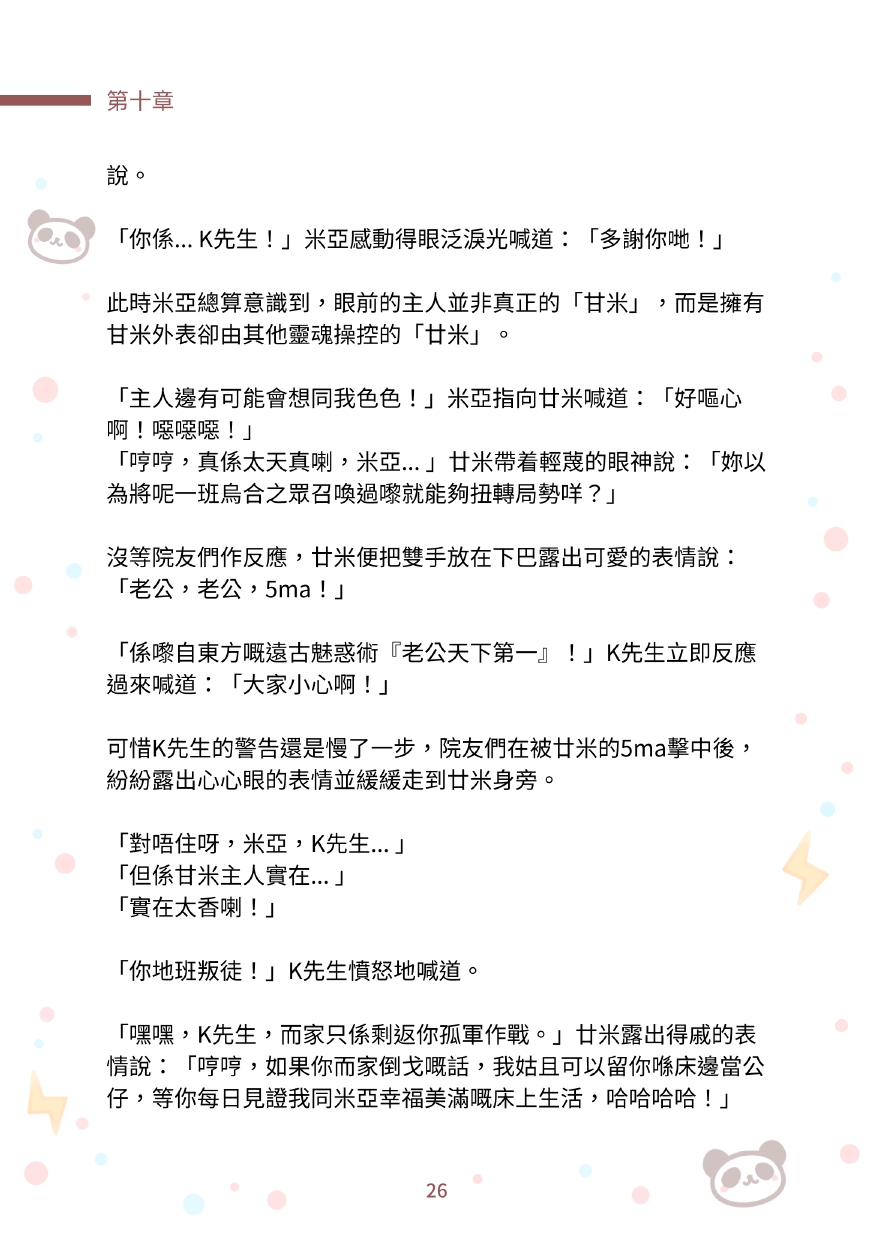 第十章
說。
「你係... K先生！」米亞感動得眼泛淚光喊道：「多謝你哋！」
此時米亞總算意識到，眼前的主人並非真正的「甘米」，而是擁有
甘米外表卻由其他靈魂操控的「廿米」。
「主人邊有可能會想同我色色！」米亞指向廿米喊道：「好嘔心
啊！噁噁噁！」
「哼哼，真係太天真喇，米亞... 」廿米帶着輕蔑的眼神說：「妳以
為將呢一班烏合之眾召喚過嚟就能夠扭轉局勢咩？」
沒等院友們作反應，廿米便把雙手放在下巴露出可愛的表情說：
「老公，老公，5ma！」
「係嚟自東方嘅遠古魅惑術『老公天下第一』！」K先生立即反應
過來喊道：「大家小心啊！」
可惜K先生的警告還是慢了一步，院友們在被廿米的5ma擊中後，
紛紛露出心心眼的表情並緩緩走到廿米身旁。
「對唔住呀，米亞，K先生... 」
「但係甘米主人實在... 」
「實在太香喇！」
「你地班叛徒！」K先生憤怒地喊道。
「嘿嘿，K先生，而家只係剩返你孤軍作戰。」廿米露出得戚的表
情說：「哼哼，如果你而家倒戈嘅話，我姑且可以留你喺床邊當公
仔，等你每日見證我同米亞幸福美滿嘅床上生活，哈哈哈哈！」
26